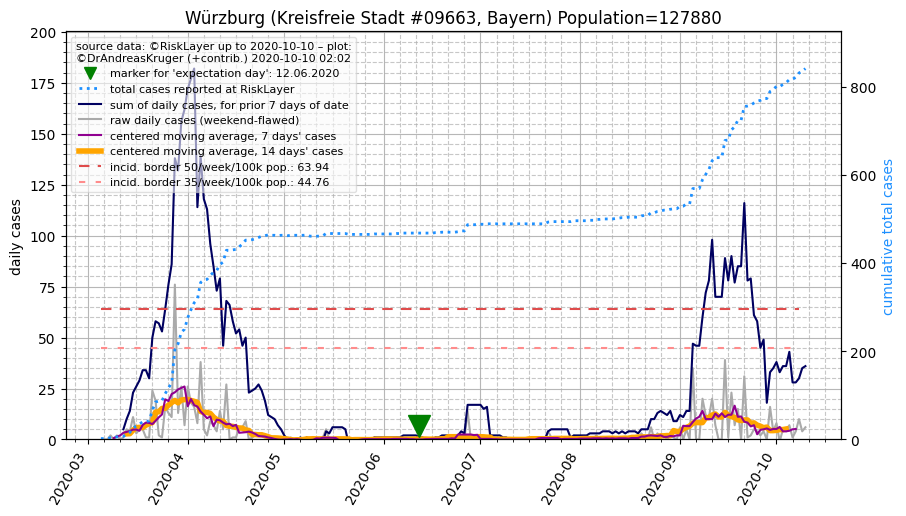 Würzburg (Kreisfreie Stadt #09663, Bayern) Population=127880
source data: ©RiskLayer up to 2020-10-10 – plot:
©DrAndreasKruger (+contrib.) 2020-10-10 02:02
marker for 'expectation day': 12.06.2020
total cases reported at RiskLayer
sum of daily cases, for prior 7 days of date
raw daily cases (weekend-flawed)
centered moving average, 7 days' cases
centered moving average, 14 days' cases
incid. border 50/week/100k pop.: 63.94
incid. border 35/week/100k pop.: 44.76
daily cases
200
175
150
125
100
75
50
25
0
cumulative total cases
800
600
400
200
0
2020-03
2020-04
2020-05
2020-06
2020-07
2020-08
2020-09
2020-10